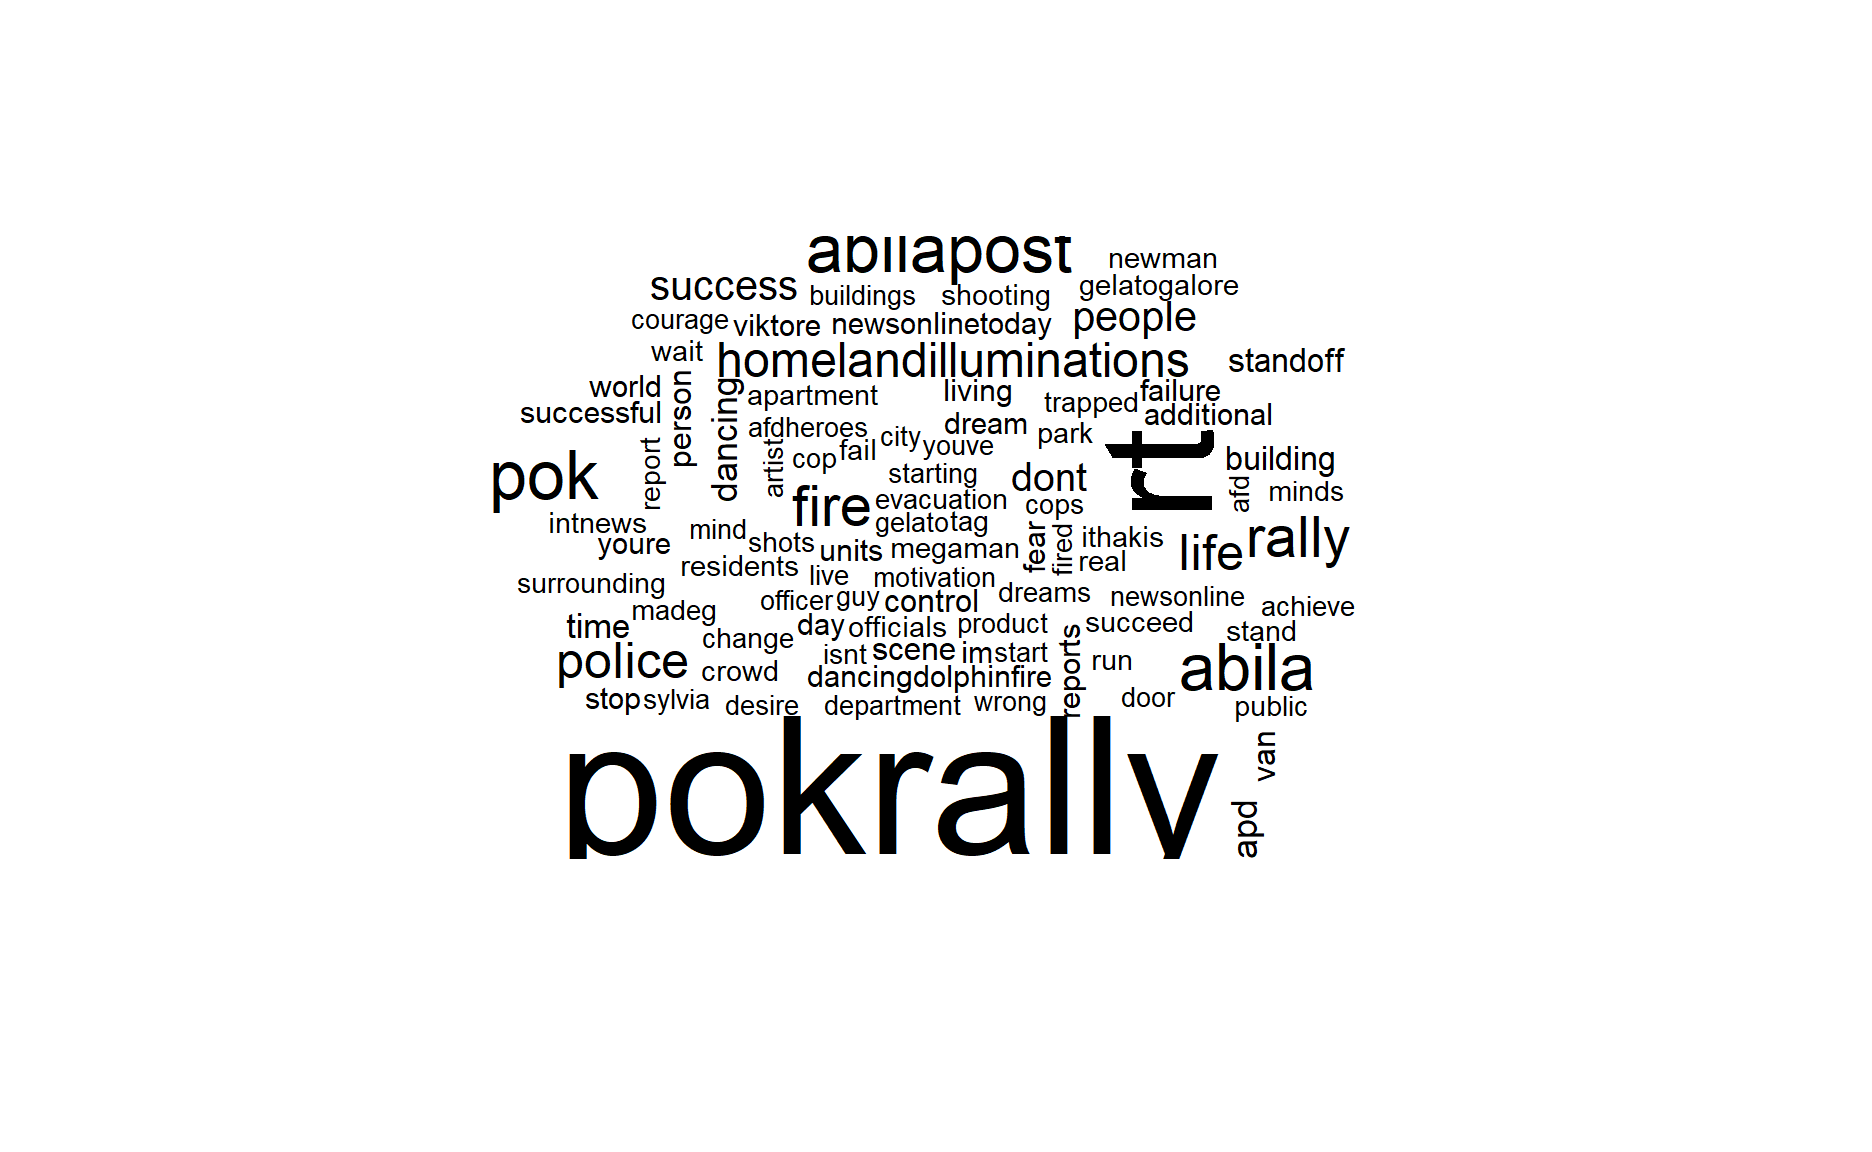 abilapost
newman
success
buildings
shooting
gelatogalore
courage
viktore
newsonlinetoday
people
wait
homelandilluminations
standoff
world
person
dancing
apartment
living
trapped
failure
successful
additional
afdheroes
dream
report
artist
cop
fail
city
youve
park
rt
pok
starting
dont
building
fire
evacuation
cops
afd
minds
intnews
mind
gelatotag
fear
fired
ithakis
life
rally
youre
shots
units
megaman
real
residents
live
motivation
surrounding
officer
guy
control
dreams
newsonline
achieve
madeg
time
change
day
officials
product
succeed
stand
police
crowd
isnt
scene
im
start
reports
run
abila
dancingdolphinfire
stop
sylvia
desire
department
wrong
door
public
pokrally
van
apd